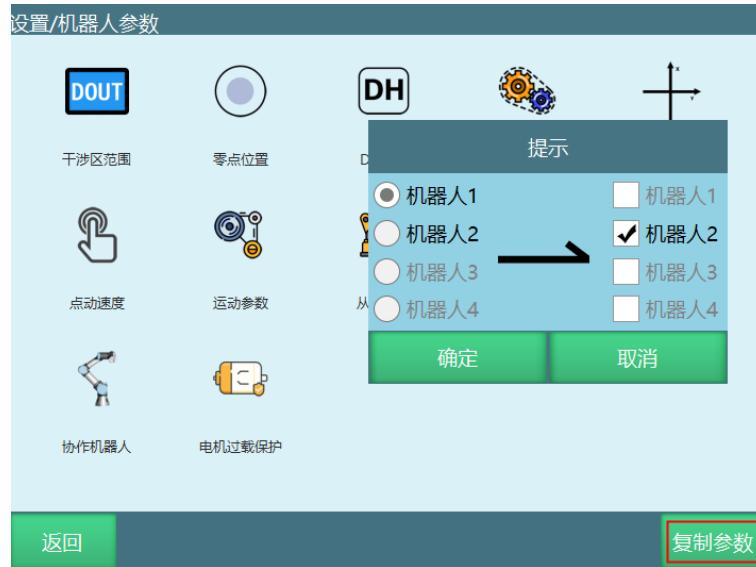 设置/机器人参数
DOUT
DH
x
Y
干涉区范围
零点位置
D
提示
机器人1
机器人1
机器人2
机器人2
机器人3
机器人3
机器人4
机器人4
点动速度
运动参数
从
确定
取消
协作机器人
电机过载保护
返回
复制参数